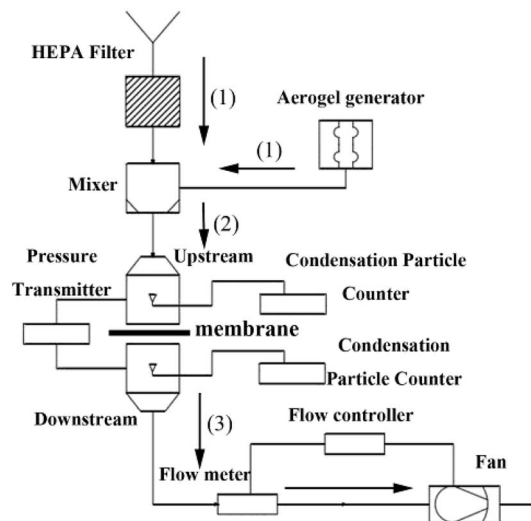 HEPA Filter
(1)
Aerogel generator
(1)
Mixer
(2)
Pressure
Transmitter
Upstream
Condensation Particle
Counter
membrane
Condensation
Particle Counter
Downstream
(3)
Flow controller
Flow meter
Fan